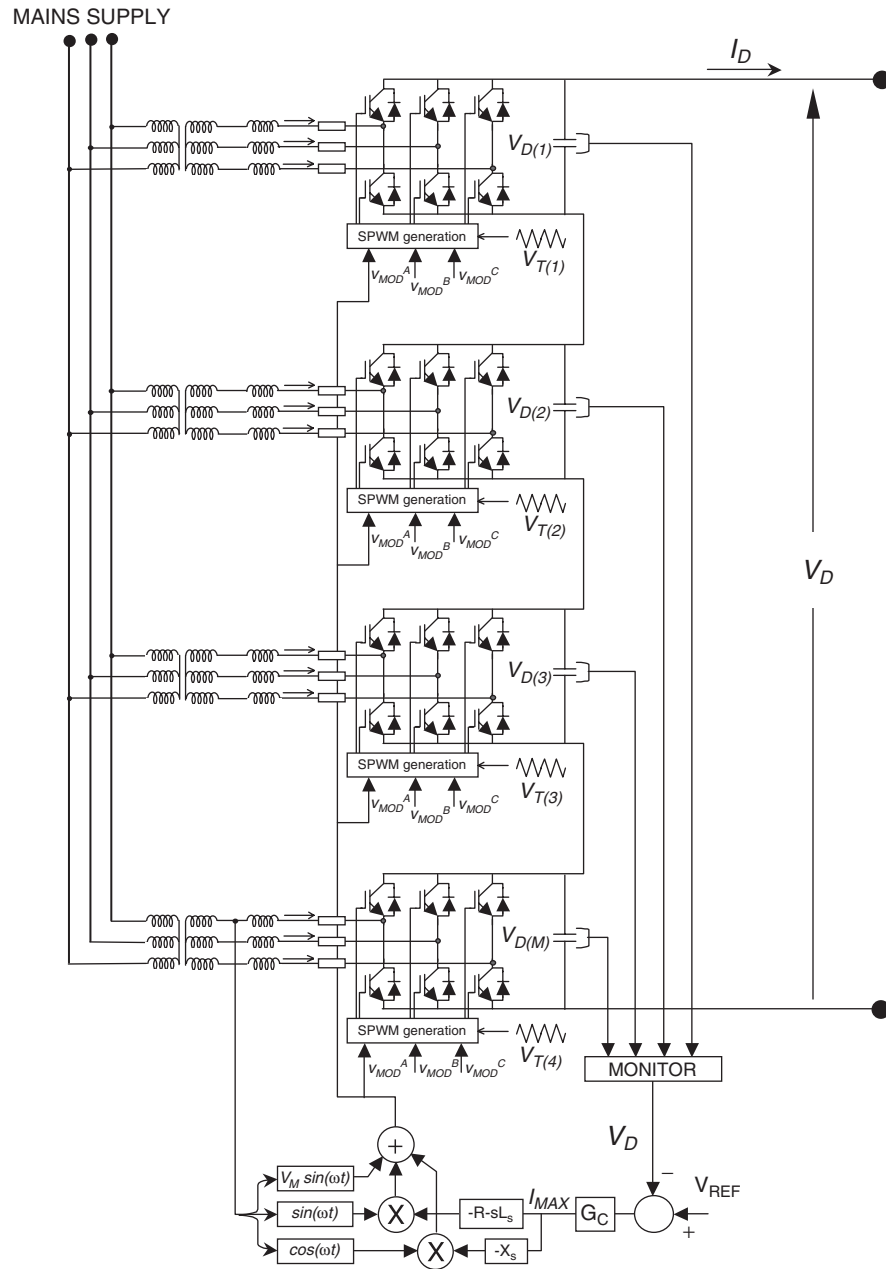 MAINS SUPPLY
I_D
V_D(1)
SPWM generation
V_T(1)
v_MOD^A
v_MOD^B
v_MOD^C
V_D(2)
SPWM generation
V_T(2)
v_MOD^A
v_MOD^B
v_MOD^C
V_D
V_D(3)
SPWM generation
V_T(3)
v_MOD^A
v_MOD^B
v_MOD^C
V_D(M)
SPWM generation
V_T(4)
v_MOD^A
v_MOD^B
v_MOD^C
MONITOR
V_D
+
V_M sin(ωt)
sin(ωt)
X
-R-sL_s
I_MAX
G_C
−
V_REF
+
cos(ωt)
X
-X_s